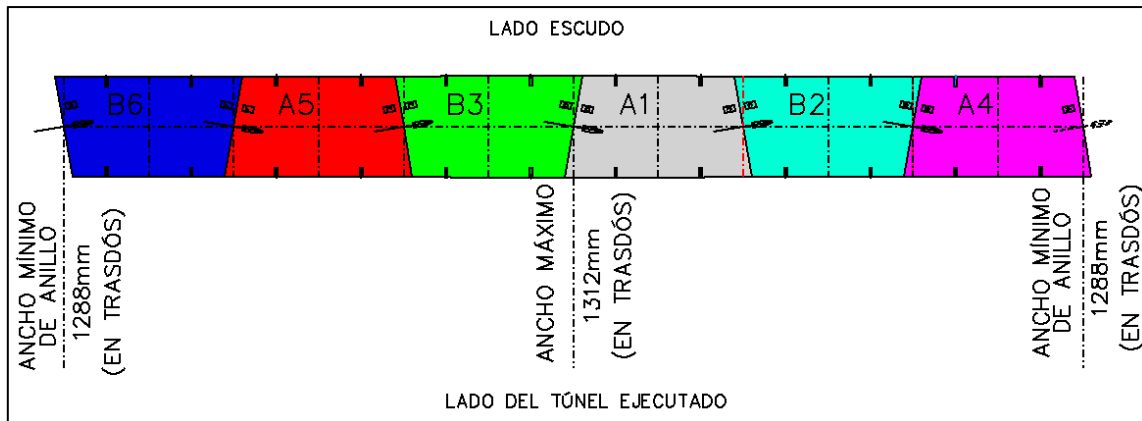 LADO ESCUDO
B6
A5
B3
A1
B2
A4
ANCHO MÍNIMO
DE ANILLO
1288mm
(EN TRASDÓS)
ANCHO MÁXIMO
1312mm
(EN TRASDÓS)
ANCHO MÍNIMO
DE ANILLO
1288mm
(EN TRASDÓS)
LADO DEL TÚNEL EJECUTADO